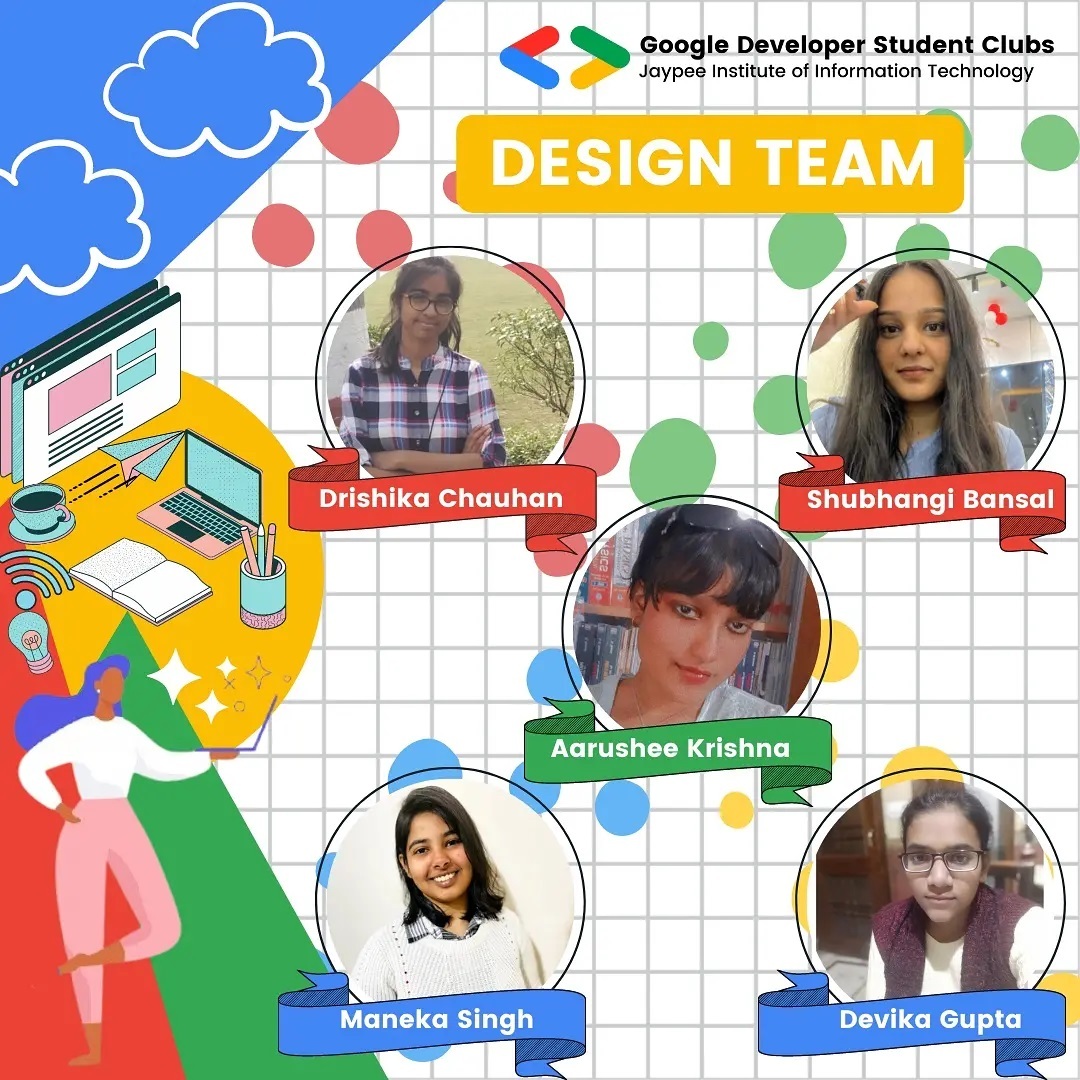 Google Developer Student Clubs
Jaypee Institute of Information Technology
DESIGN TEAM
Drishika Chauhan
Shubhangi Bansal
Aarushee Krishna
Maneka Singh
Devika Gupta